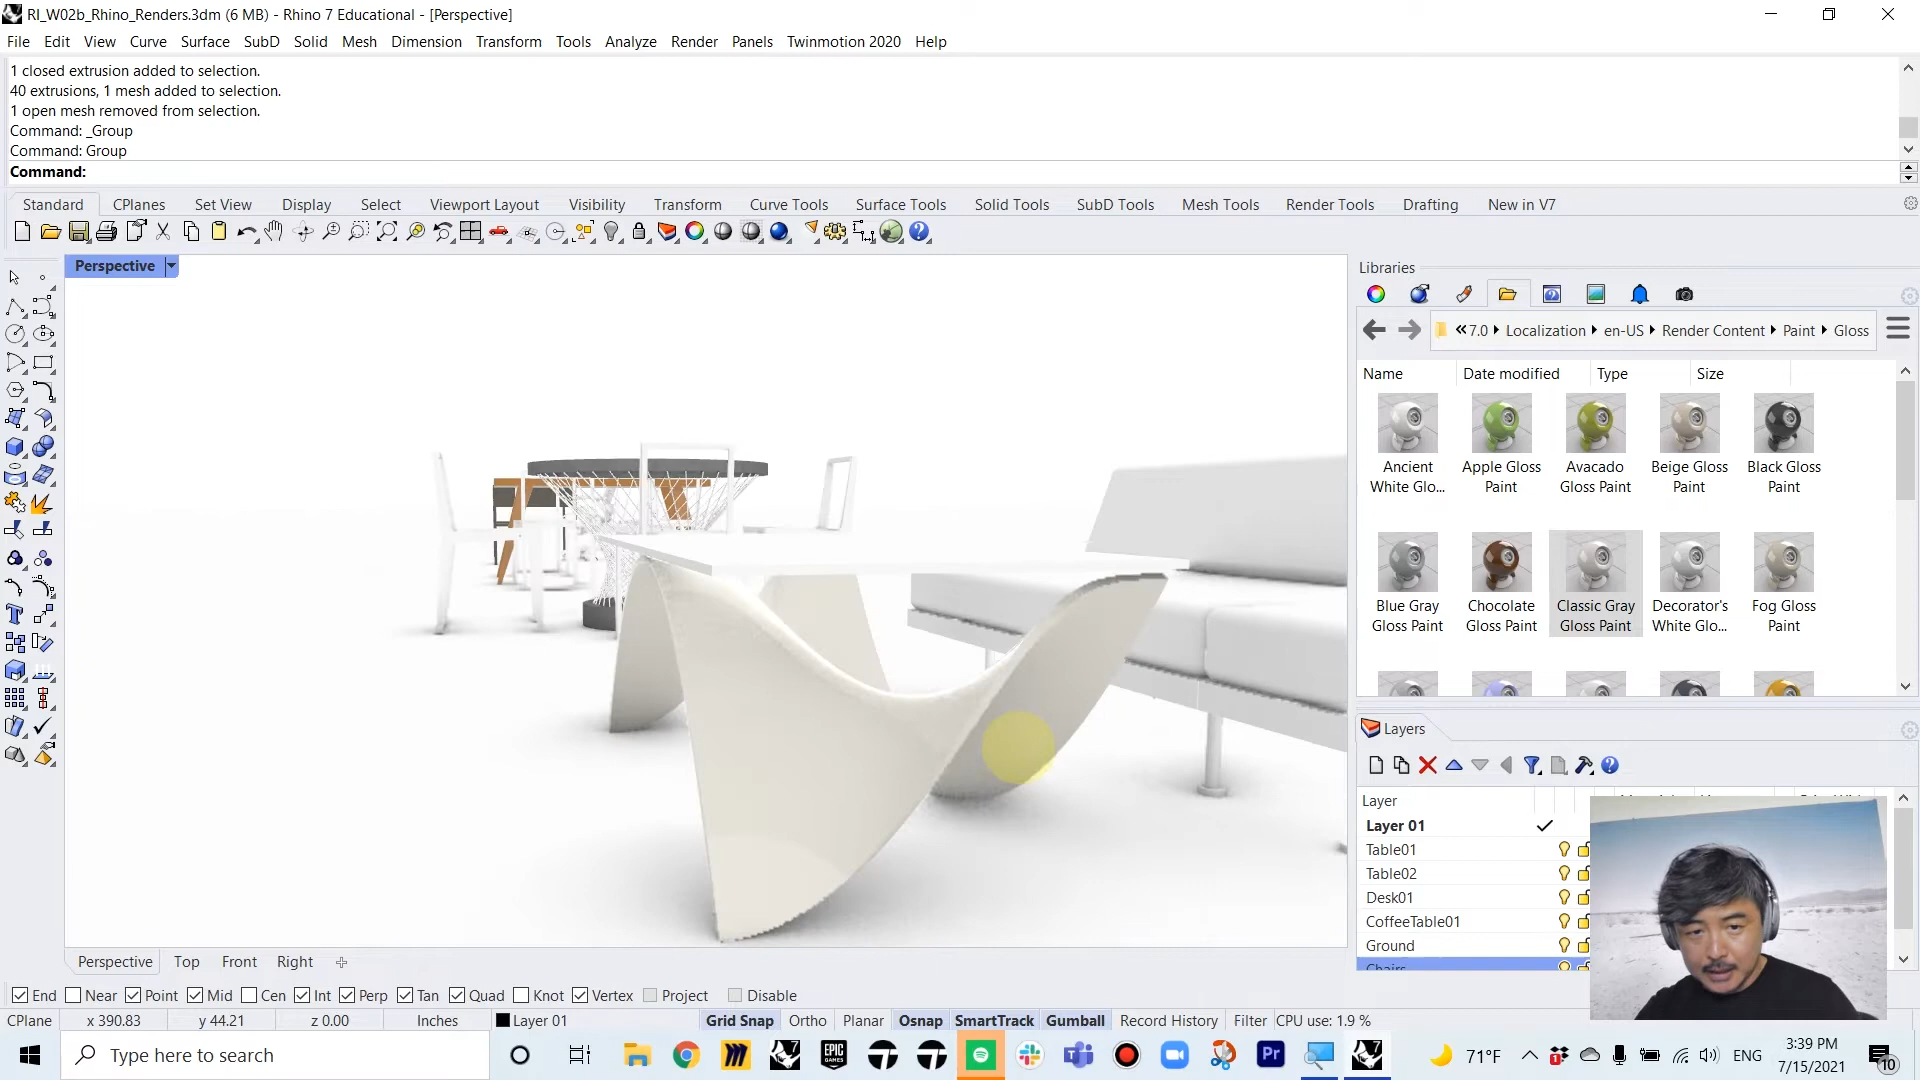 RI_W02b_Rhino_Renders.3dm (6 MB) - Rhino 7 Educational - [Perspective]
File Edit View Curve Surface SubD Solid Mesh Dimension Transform Tools Analyze Render Panels Twinmotion 2020 Help
1 closed extrusion added to selection.
40 extrusions, 1 mesh added to selection.
1 open mesh removed from selection.
Command: _Group
Command: Group
Command:
Standard CPlanes Set View Display Select Viewport Layout Visibility Transform Curve Tools Surface Tools Solid Tools SubD Tools Mesh Tools Render Tools Drafting New in V7
Perspective
Libraries
« 7.0 Localization en-US Render Content Paint Gloss
Name Date modified Type Size
Ancient White Glo...
Apple Gloss Paint
Avacado Gloss Paint
Beige Gloss Paint
Black Gloss Paint
Blue Gray Gloss Paint
Chocolate Gloss Paint
Classic Gray Gloss Paint
Decorator's White Glo...
Fog Gloss Paint
Layers
Layer
Layer 01
Table01
Table02
Desk01
CoffeeTable01
Ground
Chairs
Perspective Top Front Right
End Near Point Mid Cen Int Perp Tan Quad Knot Vertex Project Disable
CPlane x 390.83 y 44.21 z 0.00 Inches Layer 01 Grid Snap Ortho Planar Osnap SmartTrack Gumball Record History Filter CPU use: 1.9 %
Type here to search
EPIC GAMES
Pr
71°F
ENG
3:39 PM
7/15/2021
10